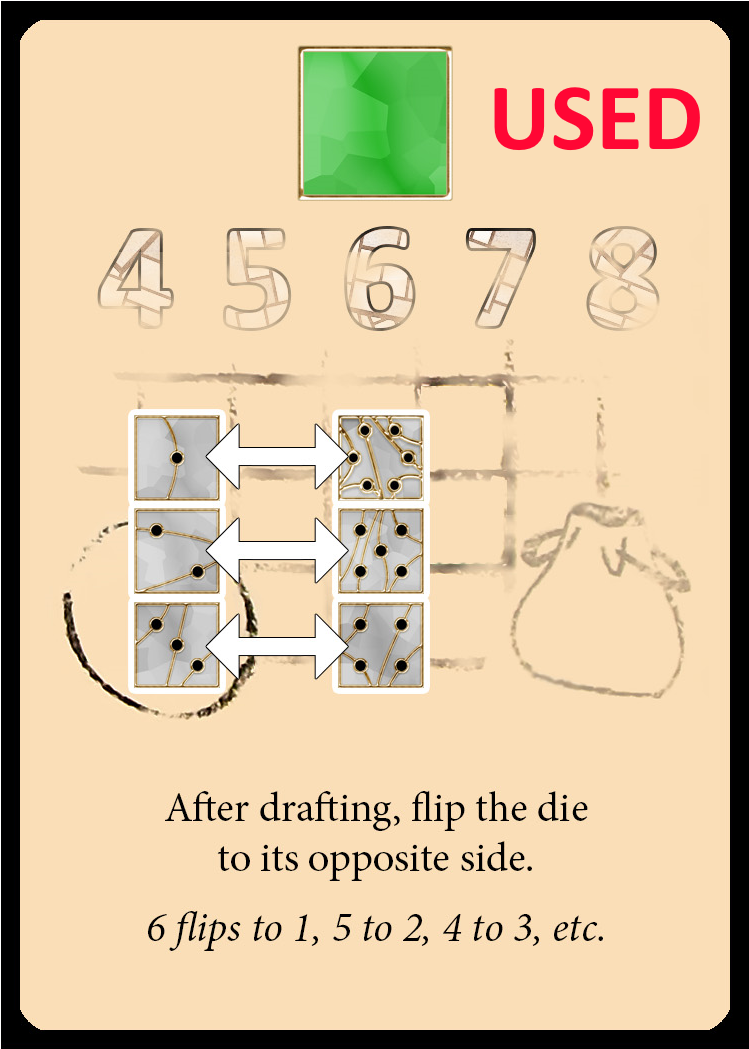 USED
4 5 6 7 8
After drafting, flip the die
to its opposite side.
6 flips to 1, 5 to 2, 4 to 3, etc.